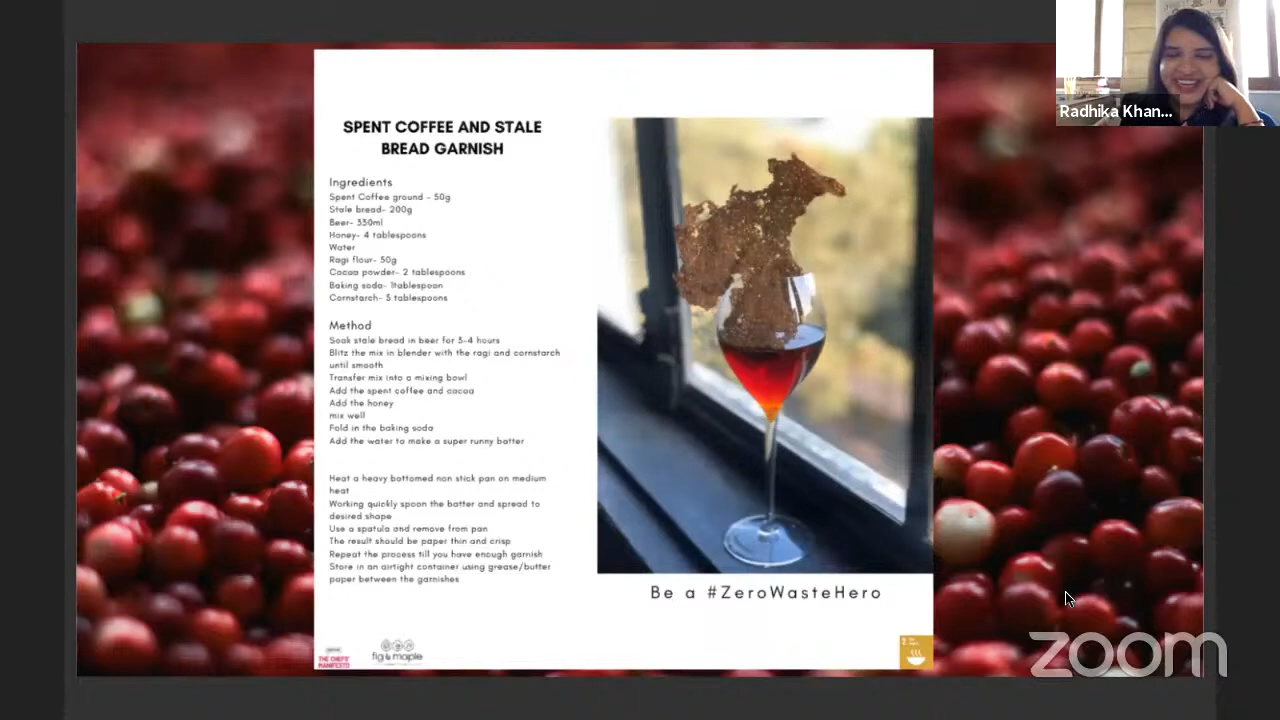 SPENT COFFEE AND STALE
BREAD GARNISH
Ingredients
Spent Coffee ground - 50g
Stale bread- 200g
Beer- 330ml
Honey- 4 tablespoons
Water
Ragi flour- 50g
Cocoa powder- 2 tablespoons
Baking soda- 1tablespoon
Cornstarch- 3 tablespoons
Method
Soak stale bread in beer for 3-4 hours
Blitz the mix in blender with the ragi and cornstarch
until smooth
Transfer mix into a mixing bowl
Add the spent coffee and cocoa
Add the honey
mix well
Fold in the baking soda
Add the water to make a super runny batter
Heat a heavy bottomed non stick pan on medium
heat
Working quickly spoon the batter and spread to
desired shape
Use a spatula and remove from pan
The result should be paper thin and crisp
Repeat the process till you have enough garnish
Store in an airtight container using grease/butter
paper between the garnishes
Be a #ZeroWasteHero
THE CHEFS'
MANIFESTO
fig & maple
Radhika Khan...
zoom